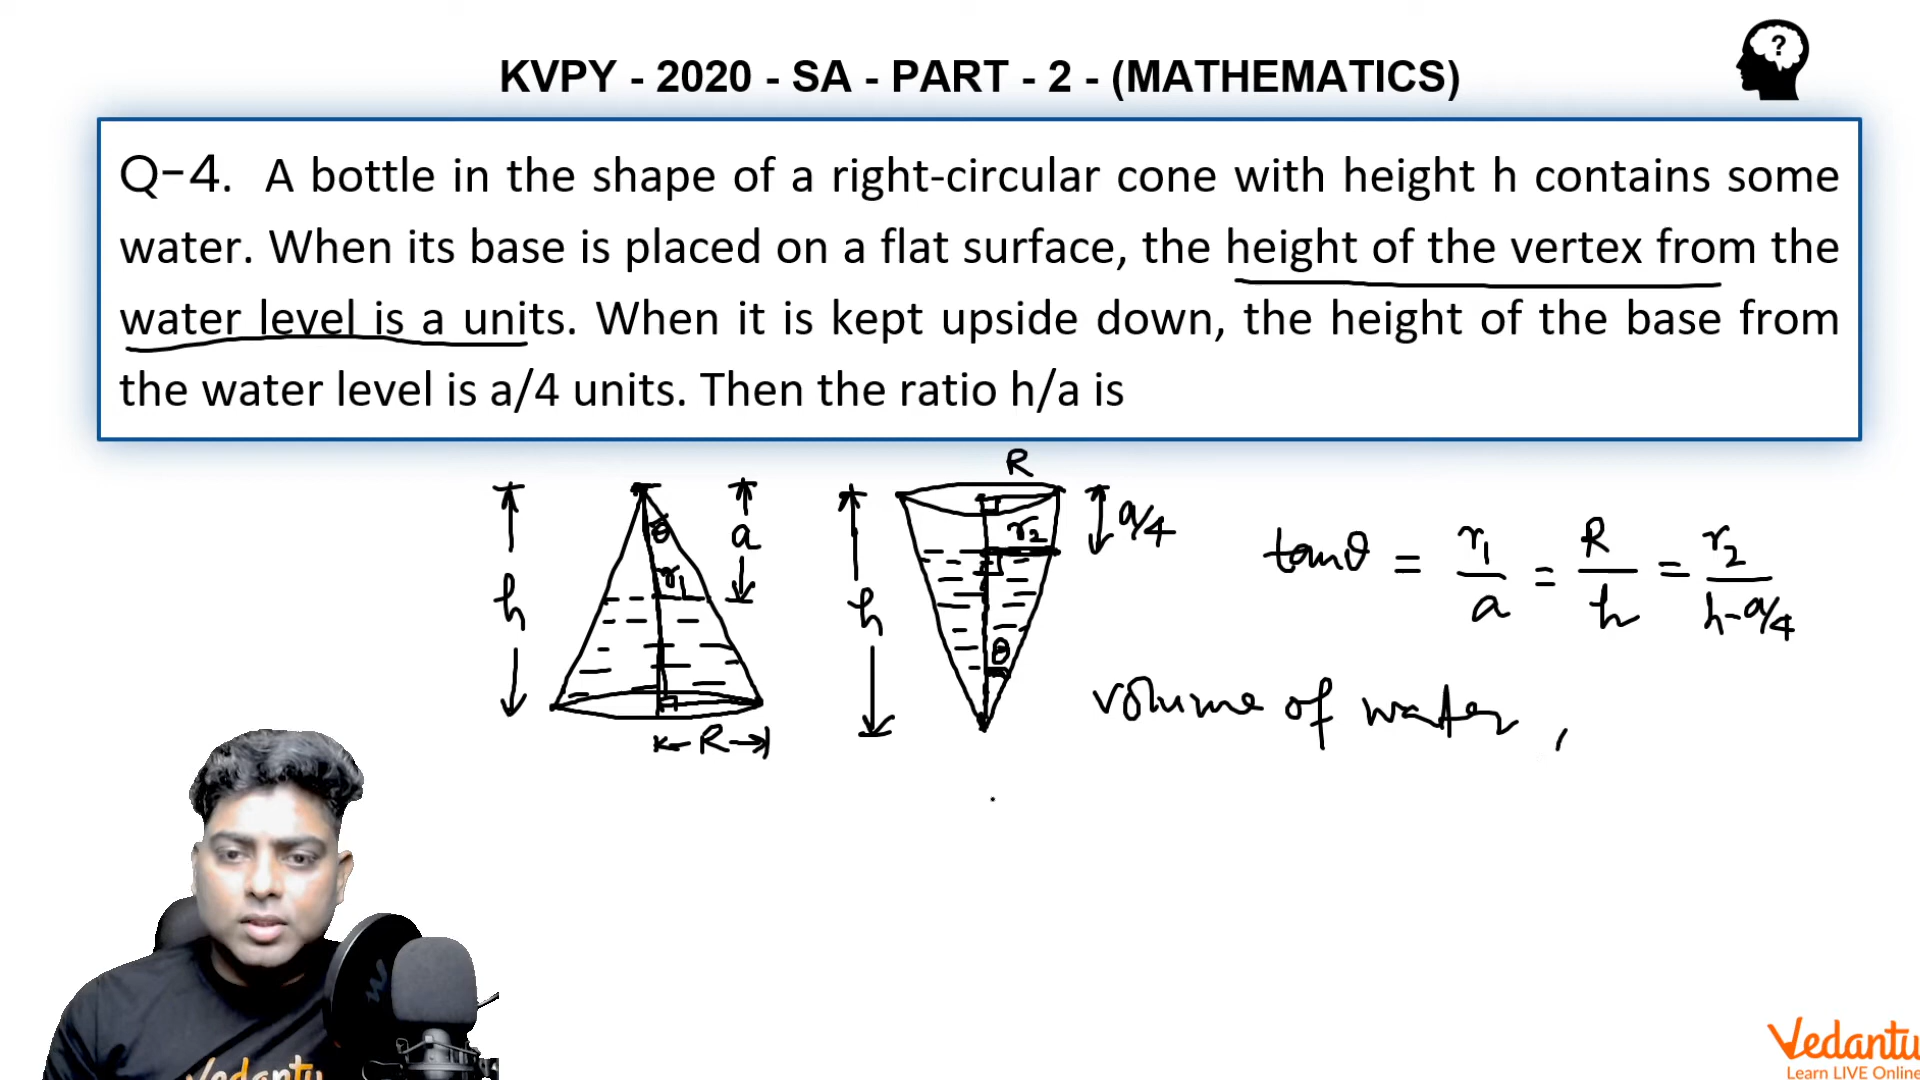 ?
KVPY - 2020 - SA - PART - 2 - (MATHEMATICS)
Q-4. A bottle in the shape of a right-circular cone with height h contains some
water. When its base is placed on a flat surface, the height of the vertex from the
water level is a units. When it is kept upside down, the height of the base from
the water level is a/4 units. Then the ratio h/a is
R
h
θ
a
r₁
R
h
r₂
a/4
θ
tanθ = r₁/a = R/h = r₂/(h-a/4)
volume of water,
Vedantu
Vedantu
Learn LIVE Online